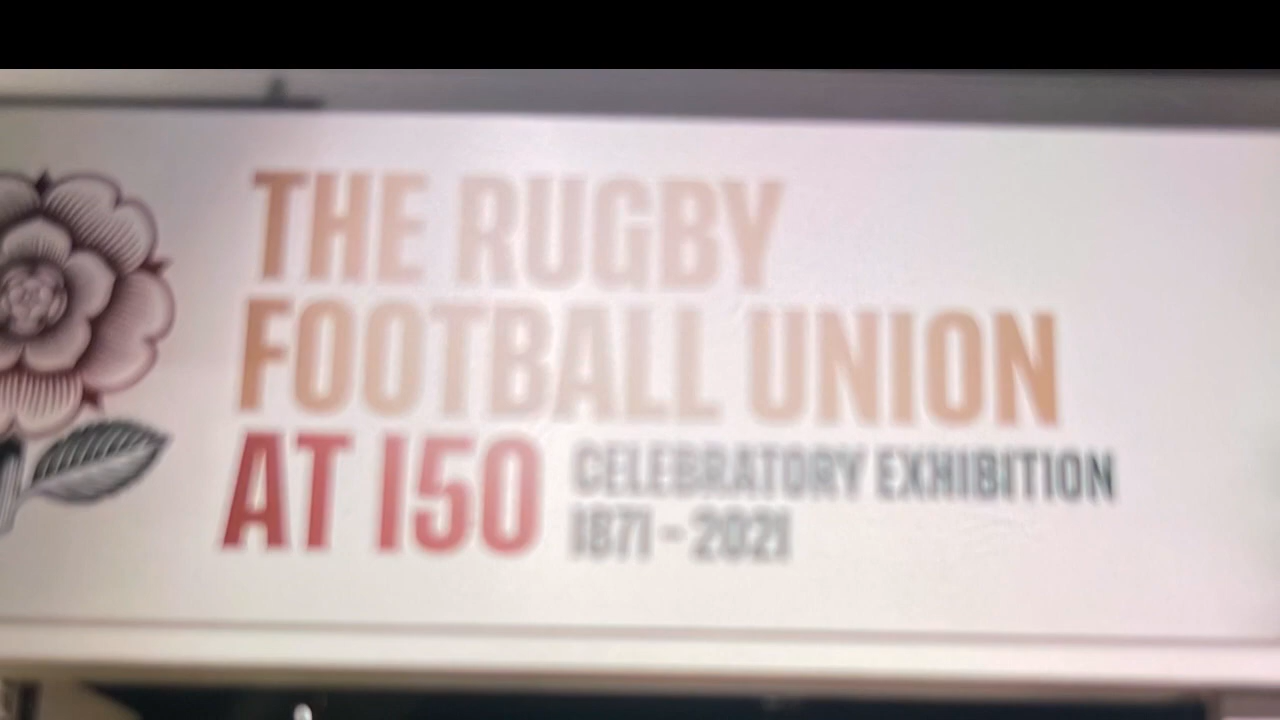 THE RUGBY
FOOTBALL UNION
AT 150
CELEBRATORY EXHIBITION
1871 - 2021